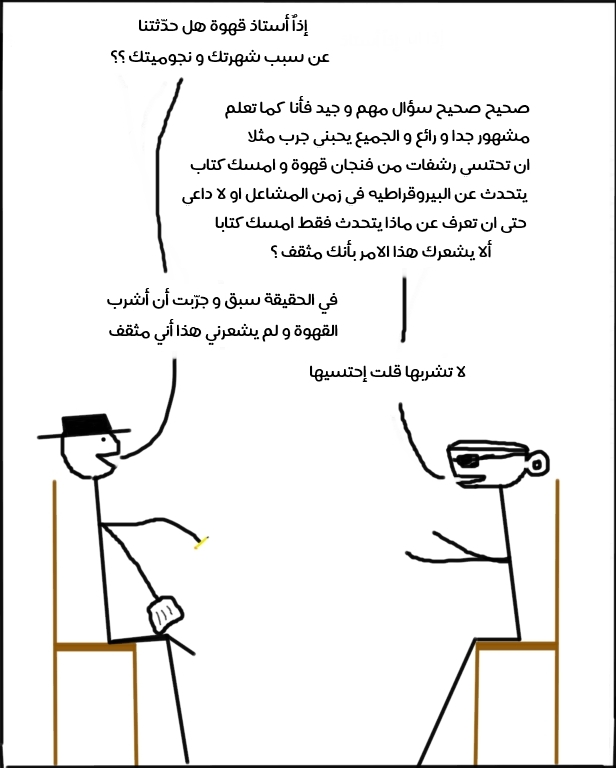 إذاً أستاذ قهوة هل حدّثتنا
عن سبب شهرتك و نجوميتك ؟؟
صحيح صحيح سؤال مهم و جيد فأنا كما تعلم
مشهور جدا و رائع و الجميع يحبنى جرب مثلا
ان تحتسى رشفات من فنجان قهوة و امسك كتاب
يتحدث عن البيروقراطيه فى زمن المشاعل او لا داعى
حتى ان تعرف عن ماذا يتحدث فقط امسك كتابا
ألا يشعرك هذا الامر بأنك مثقف ؟
في الحقيقة سبق و جرّبت أن أشرب
القهوة و لم يشعرني هذا أني مثقف
لا تشربها قلت إحتسيها